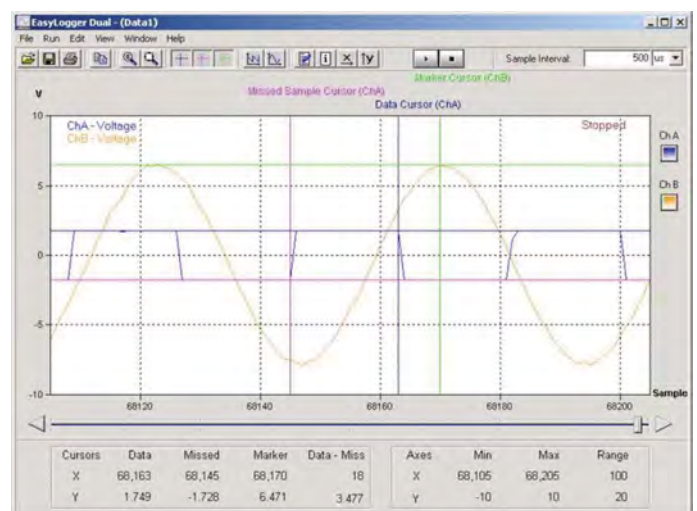 EasyLogger Dual - (Data1)
File Run Edit View Window Help
Sample Interval: 500 us
Marker Cursor (ChB)
Missed Sample Cursor (ChA)
Data Cursor (ChA)
V
ChA - Voltage
ChB - Voltage
Stopped
Ch A
Ch B
10
5
0
-5
-10
68120 68140 68160 68180 68200
Sample
Cursors Data Missed Marker Data - Miss
X 68,163 68,145 68,170 18
Y 1.749 -1.728 6.471 3.477
Axes Min Max Range
X 68,105 68,205 100
Y -10 10 20